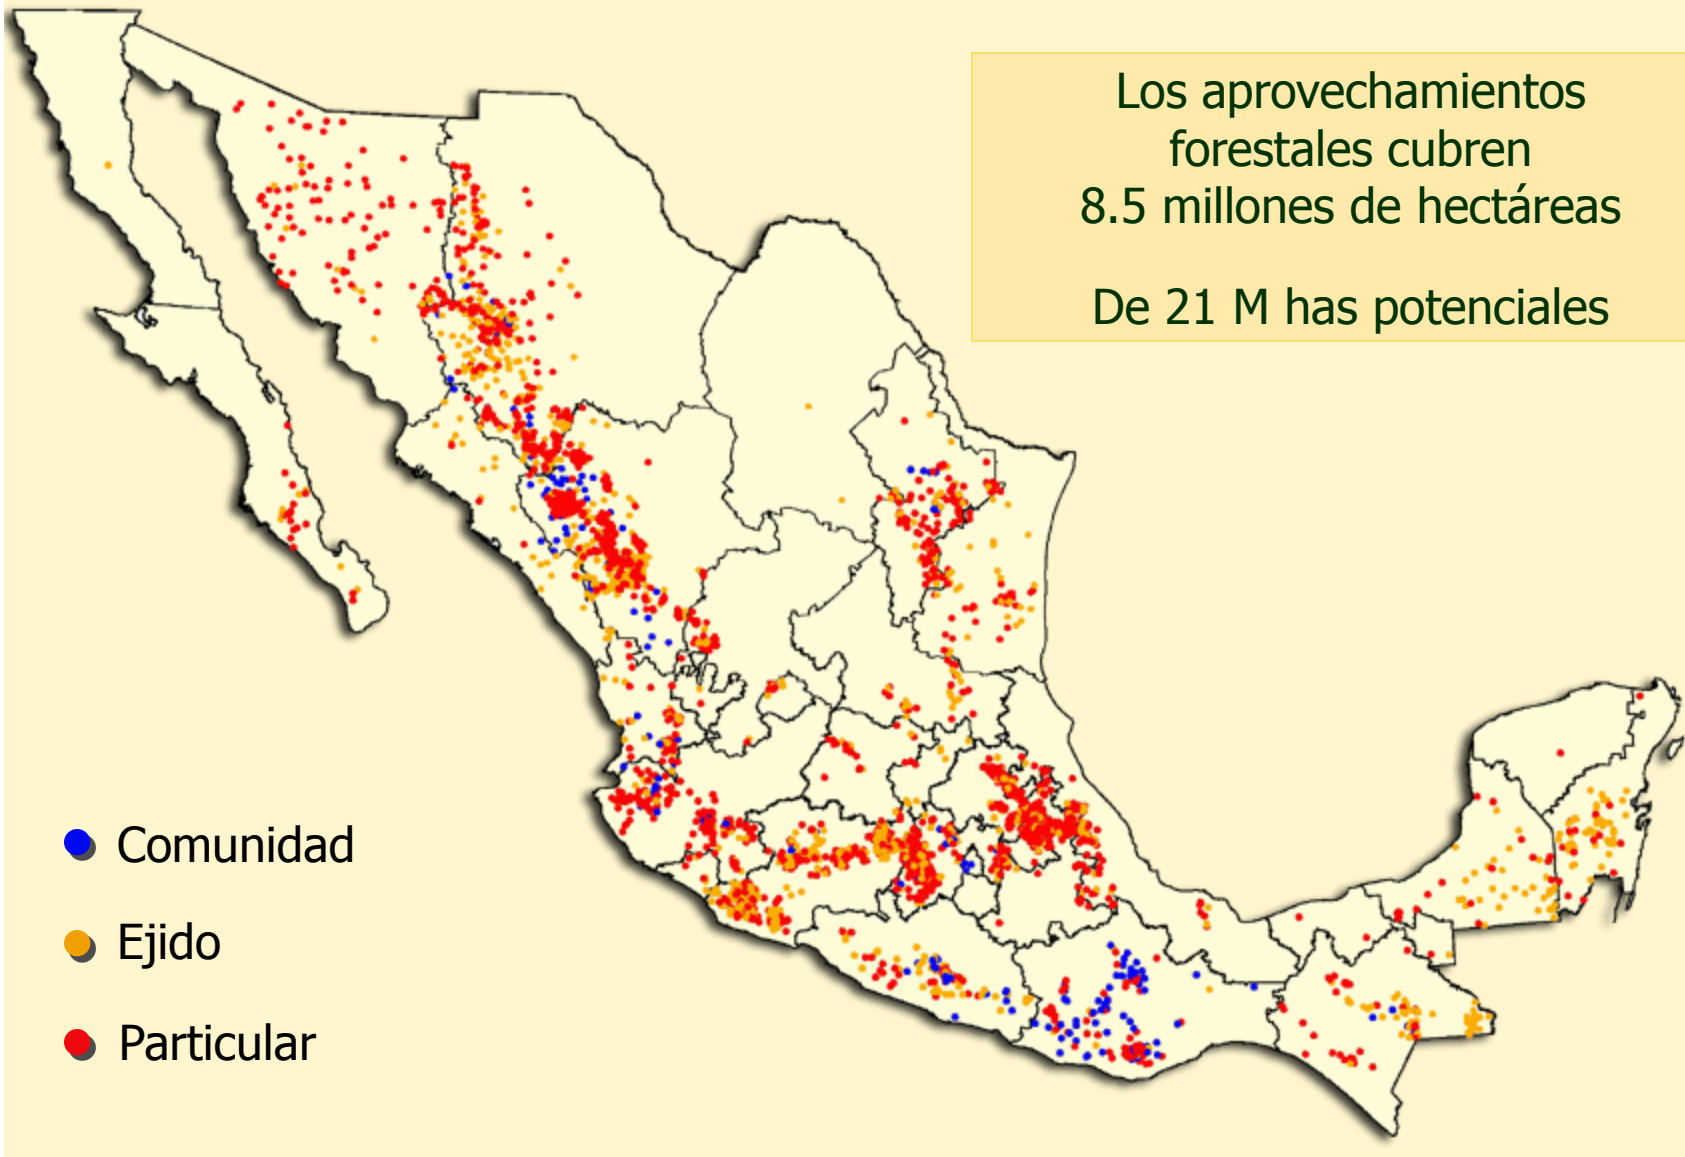 Los aprovechamientos
forestales cubren
8.5 millones de hectáreas
De 21 M has potenciales
Comunidad
Ejido
Particular